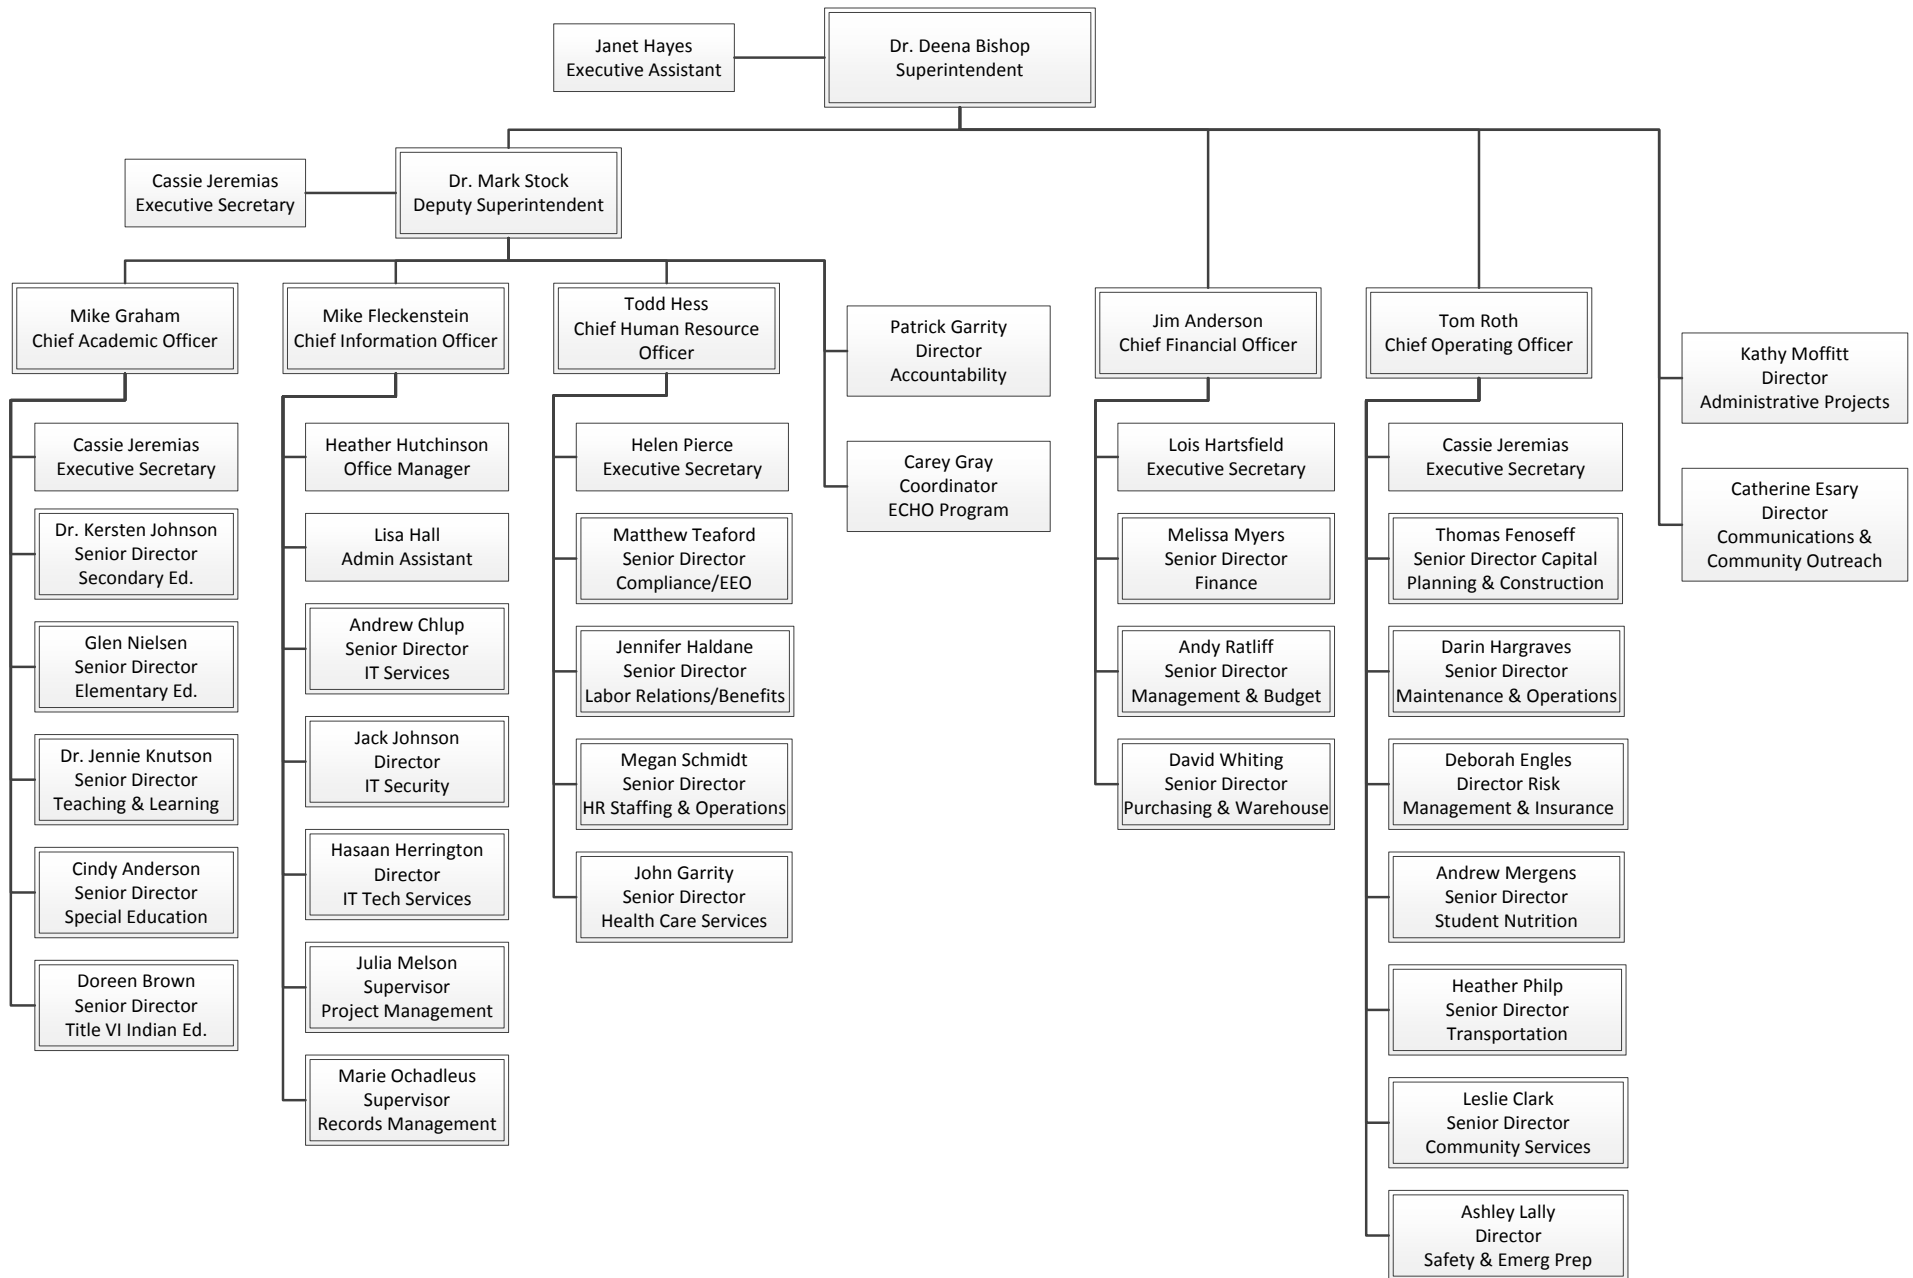 Janet Hayes
Executive Assistant
Dr. Deena Bishop
Superintendent
Cassie Jeremias
Executive Secretary
Dr. Mark Stock
Deputy Superintendent
Mike Graham
Chief Academic Officer
Cassie Jeremias
Executive Secretary
Dr. Kersten Johnson
Senior Director
Secondary Ed.
Glen Nielsen
Senior Director
Elementary Ed.
Dr. Jennie Knutson
Senior Director
Teaching & Learning
Cindy Anderson
Senior Director
Special Education
Doreen Brown
Senior Director
Title VI Indian Ed.
Mike Fleckenstein
Chief Information Officer
Heather Hutchinson
Office Manager
Lisa Hall
Admin Assistant
Andrew Chlup
Senior Director
IT Services
Jack Johnson
Director
IT Security
Hasaan Herrington
Director
IT Tech Services
Julia Melson
Supervisor
Project Management
Marie Ochadleus
Supervisor
Records Management
Todd Hess
Chief Human Resource
Officer
Helen Pierce
Executive Secretary
Matthew Teaford
Senior Director
Compliance/EEO
Jennifer Haldane
Senior Director
Labor Relations/Benefits
Megan Schmidt
Senior Director
HR Staffing & Operations
John Garrity
Senior Director
Health Care Services
Patrick Garrity
Director
Accountability
Carey Gray
Coordinator
ECHO Program
Jim Anderson
Chief Financial Officer
Lois Hartsfield
Executive Secretary
Melissa Myers
Senior Director
Finance
Andy Ratliff
Senior Director
Management & Budget
David Whiting
Senior Director
Purchasing & Warehouse
Tom Roth
Chief Operating Officer
Cassie Jeremias
Executive Secretary
Thomas Fenoseff
Senior Director Capital
Planning & Construction
Darin Hargraves
Senior Director
Maintenance & Operations
Deborah Engles
Director Risk
Management & Insurance
Andrew Mergens
Senior Director
Student Nutrition
Heather Philp
Senior Director
Transportation
Leslie Clark
Senior Director
Community Services
Ashley Lally
Director
Safety & Emerg Prep
Kathy Moffitt
Director
Administrative Projects
Catherine Esary
Director
Communications &
Community Outreach